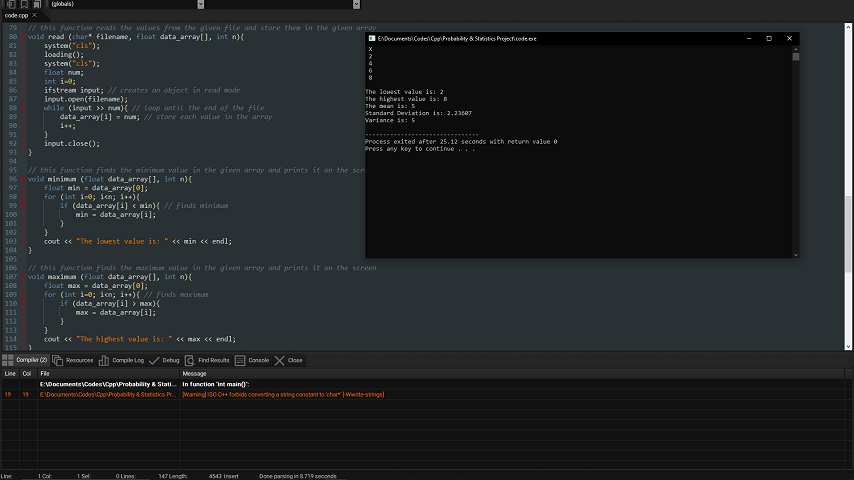 (globals)
code.cpp
79 // this function reads the values from the given file and store them in the given array
80 void read (char* filename, float data_array[], int n){
81 system("cls");
82 loading();
83 system("cls");
84 float num;
85 int i=0;
86 ifstream input; // creates an object in read mode
87 input.open(filename);
88 while (input >> num){ // loop until the end of the file
89 data_array[i] = num; // store each value in the array
90 i++;
91 }
92 input.close();
93 }
94
95 // this function finds the minimum value in the given array and prints it on the scre
96 void minimum (float data_array[], int n){
97 float min = data_array[0];
98 for (int i=0; i<n; i++){
99 if (data_array[i] < min){ // finds minimum
100 min = data_array[i];
101 }
102 }
103 cout << "The lowest value is: " << min << endl;
104 }
105
106 // this function finds the maximum value in the given array and prints it on the screen
107 void maximum (float data_array[], int n){
108 float max = data_array[0];
109 for (int i=0; i<n; i++){ // finds maximum
110 if (data_array[i] > max){
111 max = data_array[i];
112 }
113 }
114 cout << "The highest value is: " << max << endl;
115 }
E:\Documents\Codes\Cpp\Probability & Statistics Project\code.exe
X
2
4
6
8
The lowest value is: 2
The highest value is: 8
The mean is: 5
Standard Deviation is: 2.23607
Variance is: 5
--------------------------------
Process exited after 25.12 seconds with return value 0
Press any key to continue . . .
Compiler (2) Resources Compile Log Debug Find Results Console Close
Line Col File Message
E:\Documents\Codes\Cpp\Probability & Stati... In function 'int main()':
19 19 E:\Documents\Codes\Cpp\Probability & Statistics Pr... [Warning] ISO C++ forbids converting a string constant to 'char*' [-Wwrite-strings]
Line: 1 Col: 1 Sel: 0 Lines: 147 Length: 4543 Insert Done parsing in 8.719 seconds